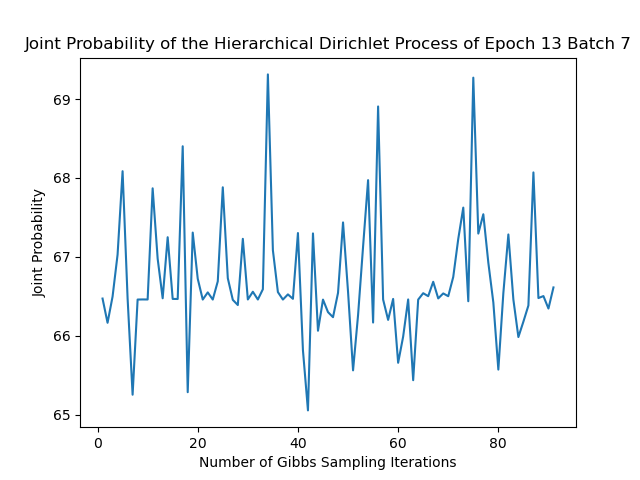 Joint Probability of the Hierarchical Dirichlet Process of Epoch 13 Batch 7
69
68
67
66
65
Joint Probability
0 20 40 60 80
Number of Gibbs Sampling Iterations